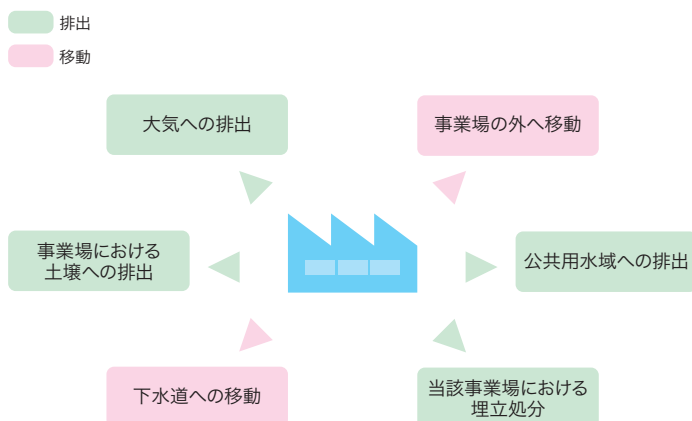 排出
移動
大気への排出
事業場の外へ移動
事業場における
土壌への排出
公共用水域への排出
下水道への移動
当該事業場における
埋立処分